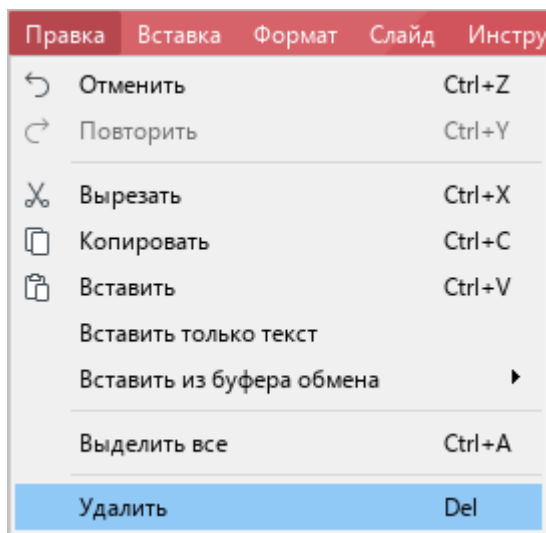 Правка Вставка Формат Слайд Инстру
Отменить Ctrl+Z
Повторить Ctrl+Y
Вырезать Ctrl+X
Копировать Ctrl+C
Вставить Ctrl+V
Вставить только текст
Вставить из буфера обмена
Выделить все Ctrl+A
Удалить Del